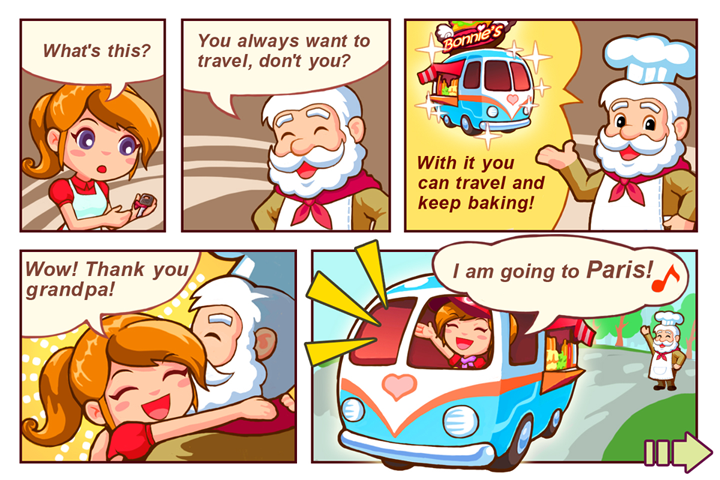 What's this?
You always want to
travel, don't you?
Bonnie's
With it you
can travel and
keep baking!
Wow! Thank you
grandpa!
I am going to Paris!